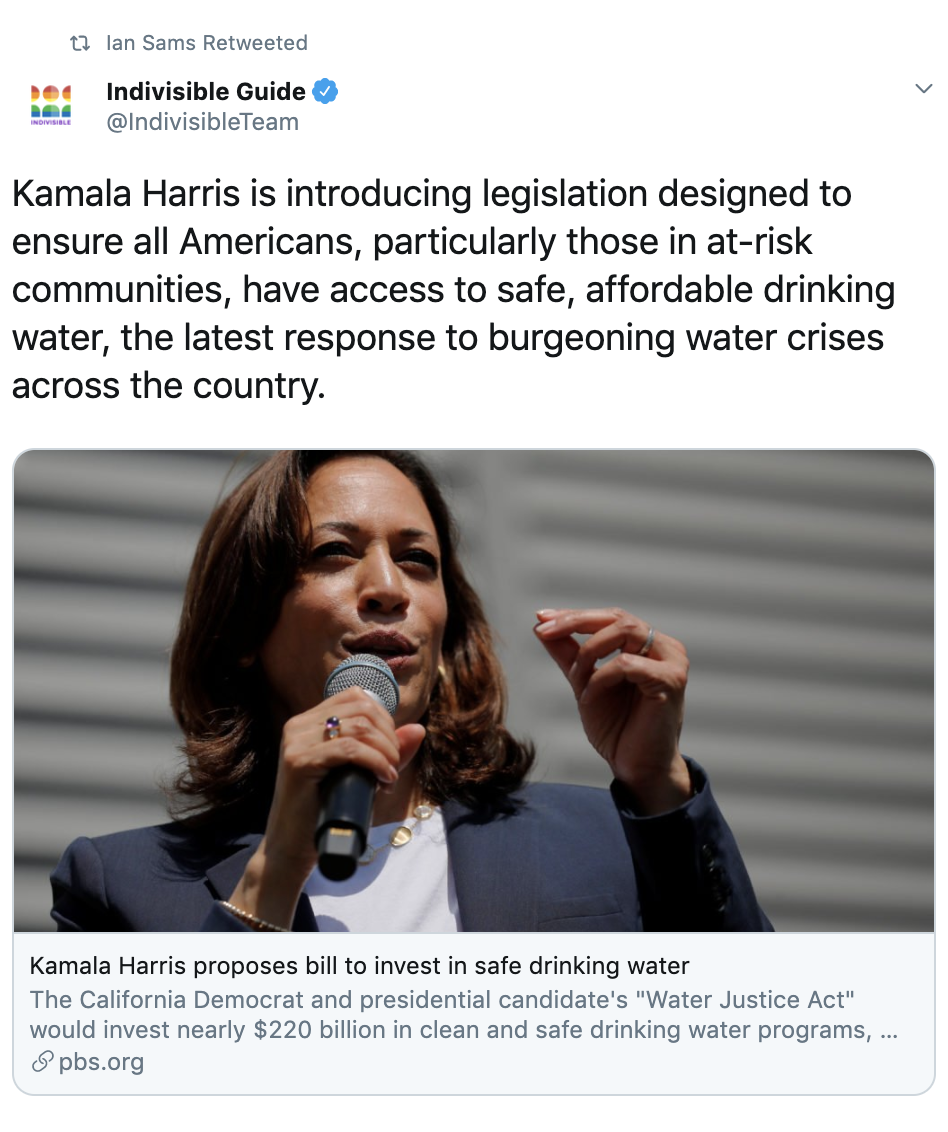 Ian Sams Retweeted
Indivisible Guide
@IndivisibleTeam
INDIVISIBLE
Kamala Harris is introducing legislation designed to
ensure all Americans, particularly those in at-risk
communities, have access to safe, affordable drinking
water, the latest response to burgeoning water crises
across the country.
Kamala Harris proposes bill to invest in safe drinking water
The California Democrat and presidential candidate's "Water Justice Act"
would invest nearly $220 billion in clean and safe drinking water programs, ...
pbs.org